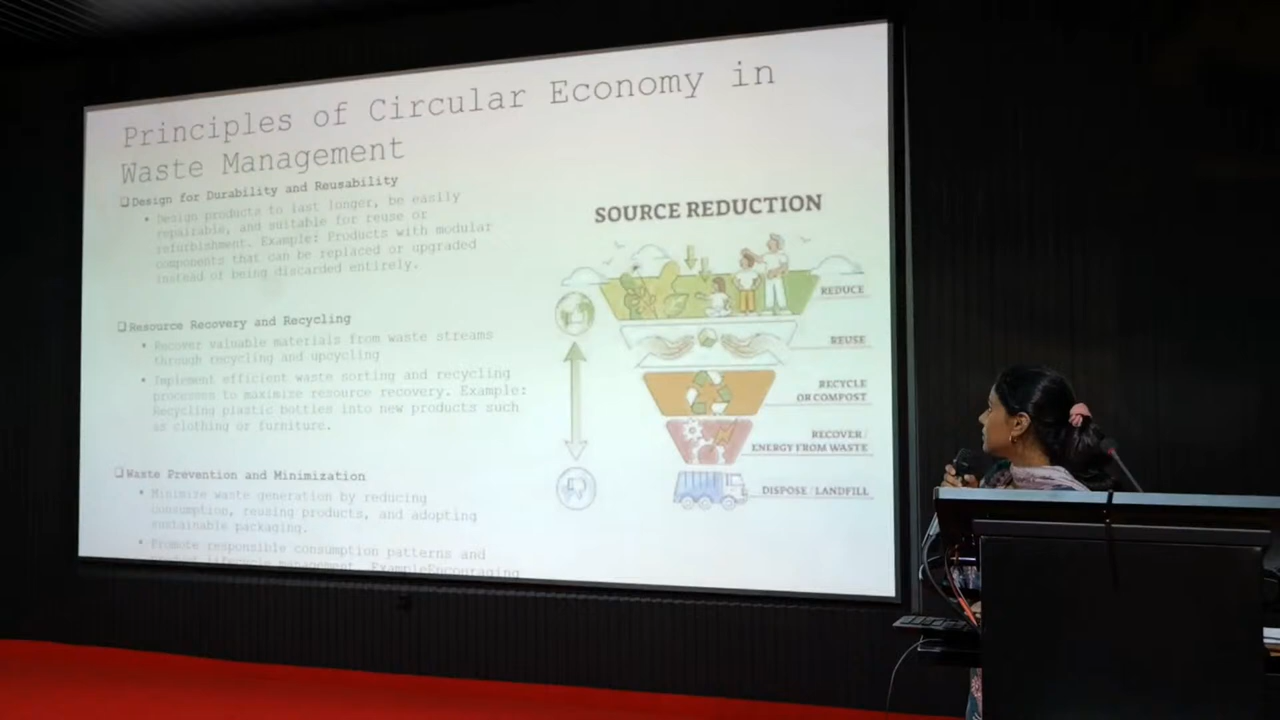 Principles of Circular Economy in
Waste Management
❑Design for Durability and Reusability
• Design products to last longer, be easily
repairable, and suitable for reuse or
refurbishment. Example: Products with modular
components that can be replaced or upgraded
instead of being discarded entirely.
❑Resource Recovery and Recycling
• Recover valuable materials from waste streams
through recycling and upcycling
• Implement efficient waste sorting and recycling
processes to maximize resource recovery. Example:
Recycling plastic bottles into new products such
as clothing or furniture.
❑Waste Prevention and Minimization
• Minimize waste generation by reducing
consumption, reusing products, and adopting
sustainable packaging.
• Promote responsible consumption patterns and
management. ExampleEncouraging
SOURCE REDUCTION
REDUCE
REUSE
RECYCLE
OR COMPOST
RECOVER/
ENERGY FROM WASTE
DISPOSE / LANDFILL